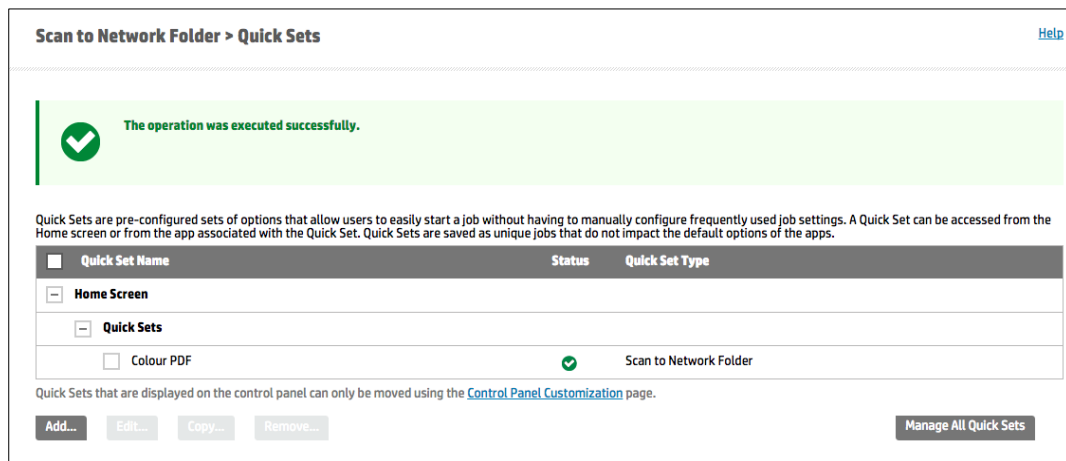 Scan to Network Folder > Quick Sets
Help
The operation was executed successfully.
Quick Sets are pre-configured sets of options that allow users to easily start a job without having to manually configure frequently used job settings. A Quick Set can be accessed from the
Home screen or from the app associated with the Quick Set. Quick Sets are saved as unique jobs that do not impact the default options of the apps.
Quick Set Name Status Quick Set Type
Home Screen
Quick Sets
Colour PDF Scan to Network Folder
Quick Sets that are displayed on the control panel can only be moved using the Control Panel Customization page.
Add... Edit... Copy... Remove... Manage All Quick Sets